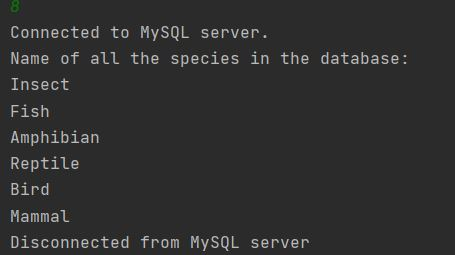 8
Connected to MySQL server.
Name of all the species in the database:
Insect
Fish
Amphibian
Reptile
Bird
Mammal
Disconnected from MySQL server